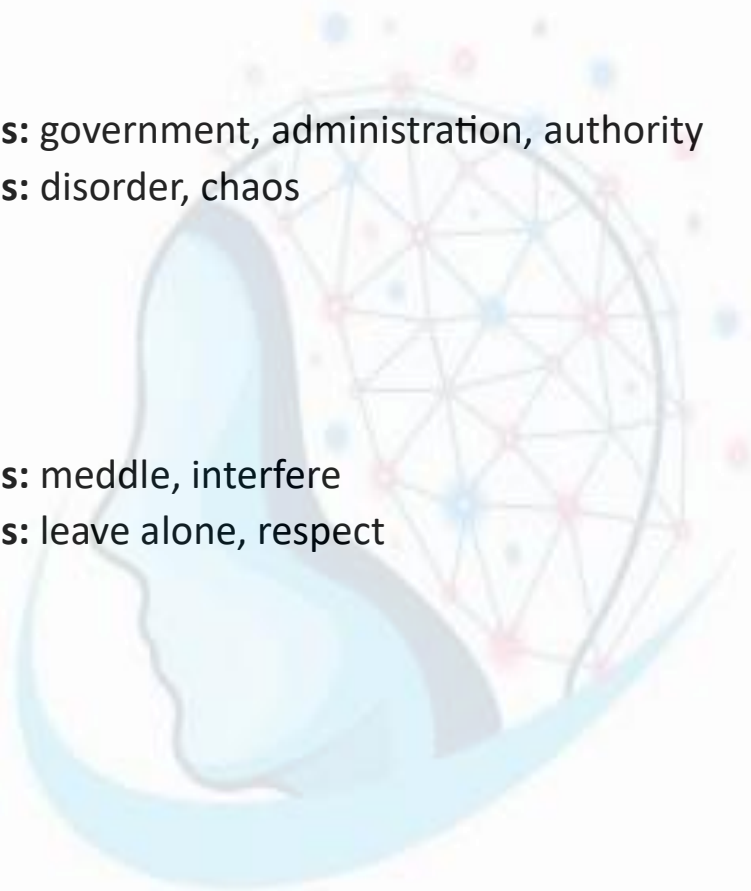 s: government, administration, authority
s: disorder, chaos
s: meddle, interfere
s: leave alone, respect